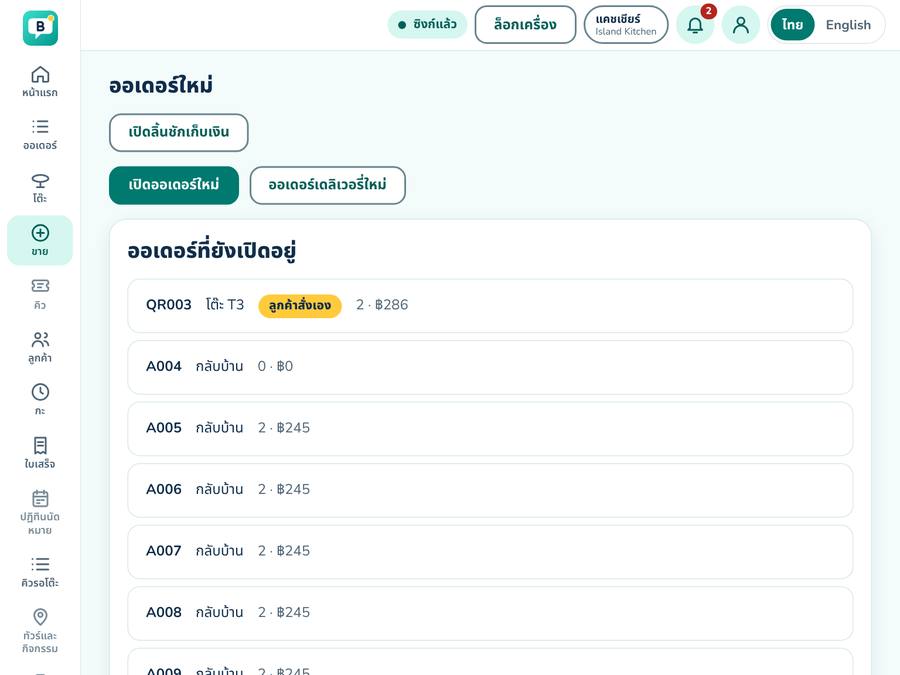 B
ซิงก์แล้ว
ล็อกเครื่อง
แคชเชียร์
Island Kitchen
2
ไทย
English
หน้าแรก
ออเดอร์
โต๊ะ
ขาย
คิว
ลูกค้า
กะ
ใบเสร็จ
ปฏิทินนัด
หมาย
คิวรอโต๊ะ
ทัวร์และ
กิจกรรม
ออเดอร์ใหม่
เปิดลิ้นชักเก็บเงิน
เปิดออเดอร์ใหม่ ออเดอร์เดลิเวอรี่ใหม่
ออเดอร์ที่ยังเปิดอยู่
QR003 โต๊ะ T3 ลูกค้าสั่งเอง 2 · ฿286
A004 กลับบ้าน 0 · ฿0
A005 กลับบ้าน 2 · ฿245
A006 กลับบ้าน 2 · ฿245
A007 กลับบ้าน 2 · ฿245
A008 กลับบ้าน 2 · ฿245
A009 กลับบ้าน 2 · ฿245